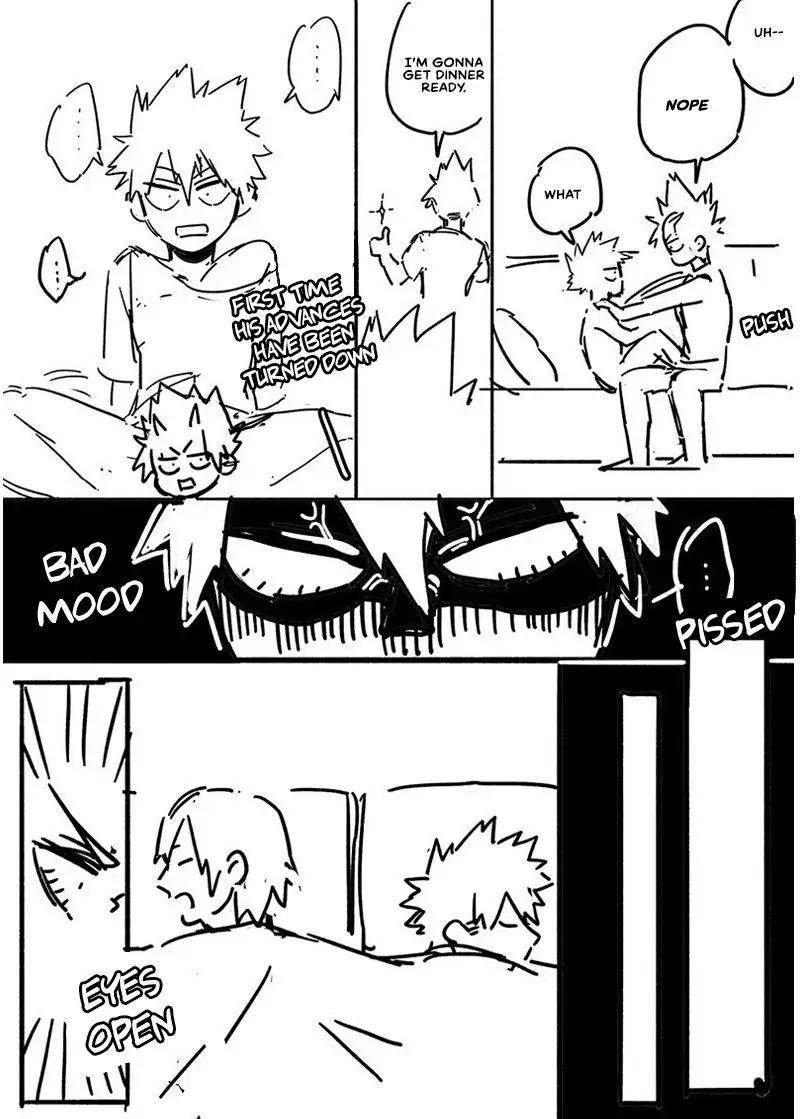 UH--
NOPE
WHAT
PUSH
I'M GONNA
GET DINNER
READY.
FIRST TIME
HIS ADVANCES
HAVE BEEN
TURNED DOWN
BAD
MOOD
PISSED
EYES
OPEN